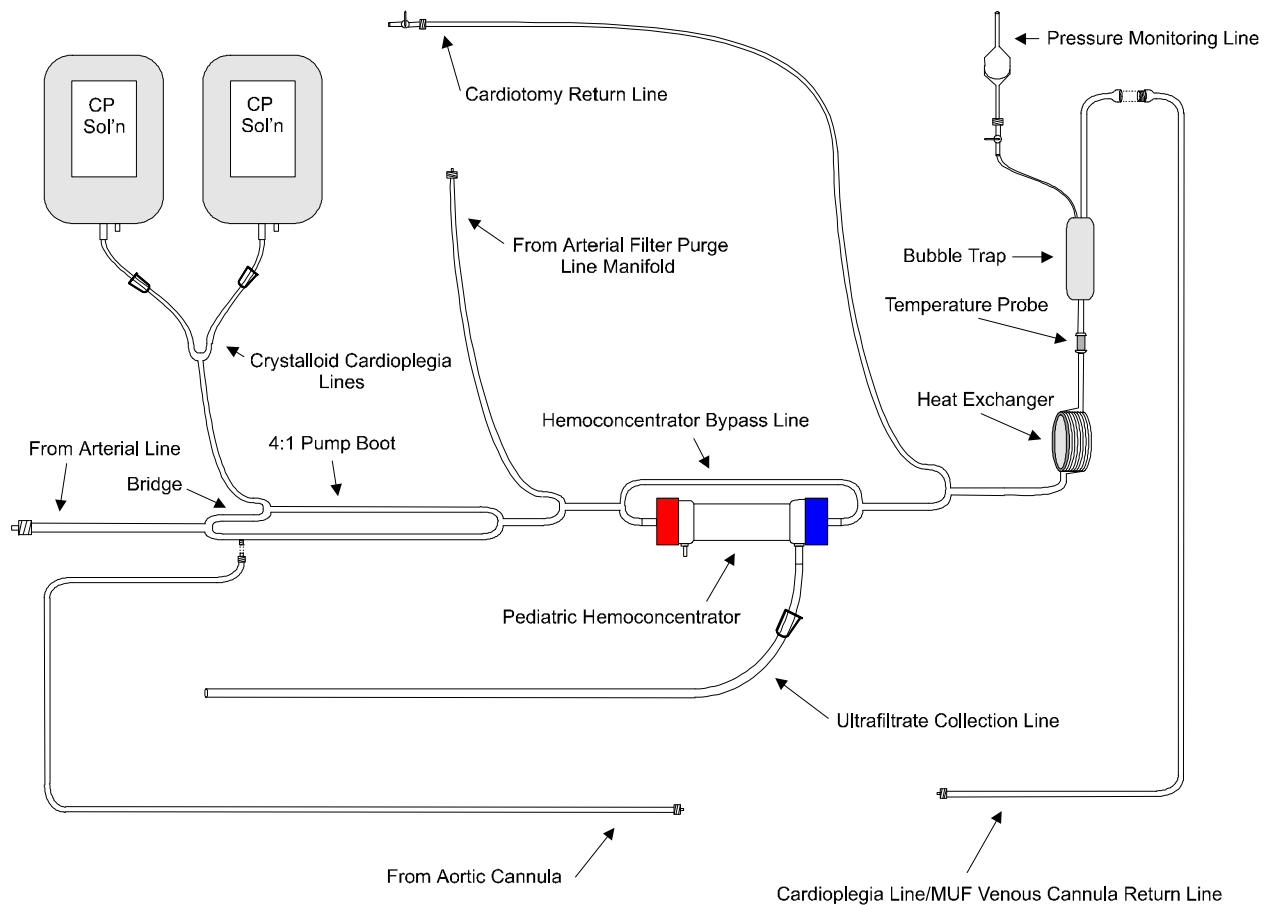 Pressure Monitoring Line
Cardiotomy Return Line
CP
Sol'n
CP
Sol'n
From Arterial Filter Purge
Line Manifold
Bubble Trap
Temperature Probe
Crystalloid Cardioplegia
Lines
Heat Exchanger
Hemoconcentrator Bypass Line
4:1 Pump Boot
From Arterial Line
Bridge
Pediatric Hemoconcentrator
Ultrafiltrate Collection Line
From Aortic Cannula
Cardioplegia Line/MUF Venous Cannula Return Line